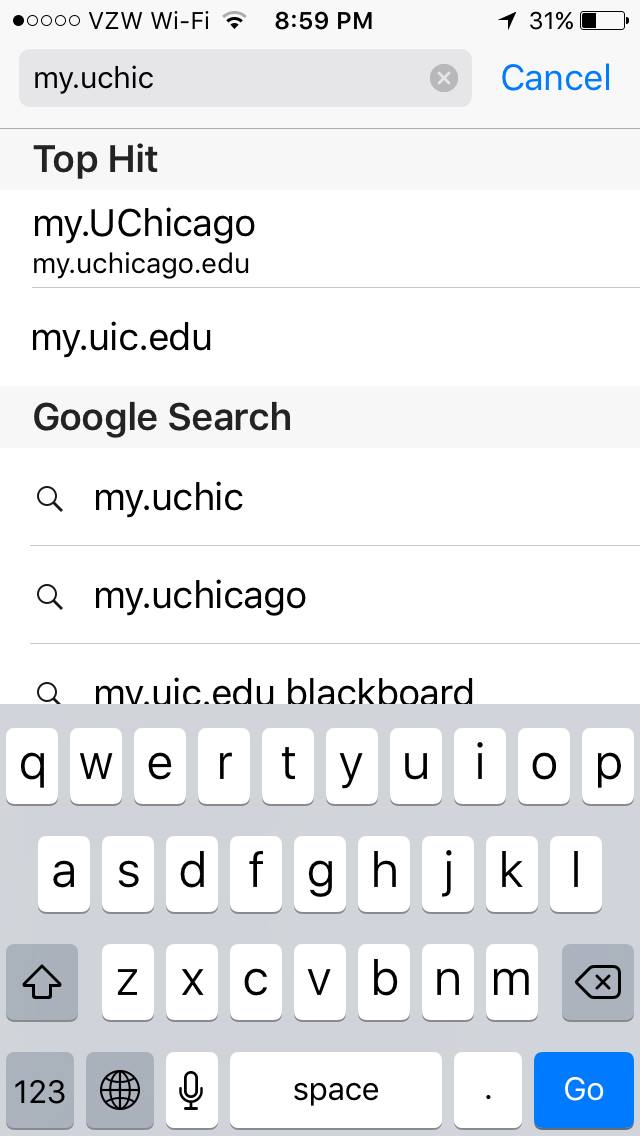 VZW Wi-Fi 8:59 PM 31%
my.uchic Cancel
Top Hit
my.UChicago
my.uchicago.edu
my.uic.edu
Google Search
my.uchic
my.uchicago
my.uic.edu blackboard
q w e r t y u i o p
a s d f g h j k l
z x c v b n m
123 space . Go